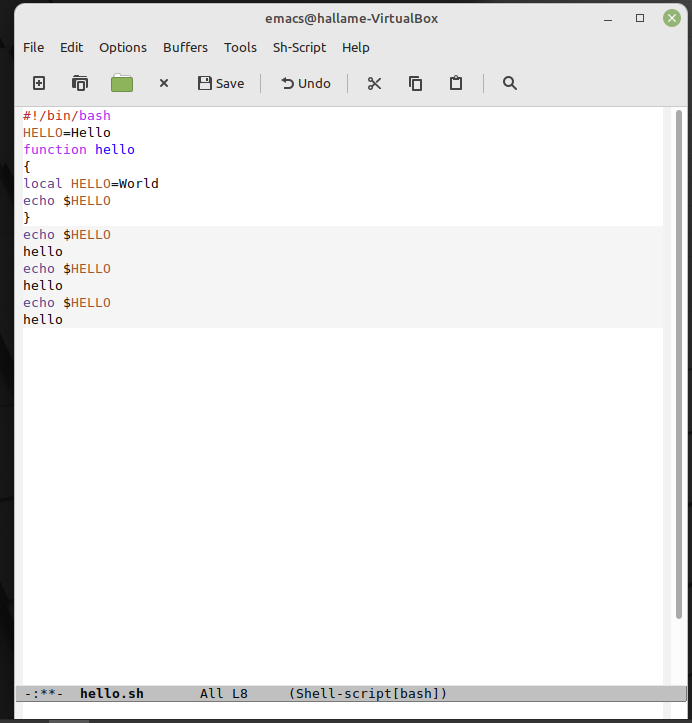 emacs@hallame-VirtualBox
File Edit Options Buffers Tools Sh-Script Help
Save Undo
#!/bin/bash
HELLO=Hello
function hello
{
local HELLO=World
echo $HELLO
}
echo $HELLO
hello
echo $HELLO
hello
echo $HELLO
hello
-:**- hello.sh All L8 (Shell-script[bash])